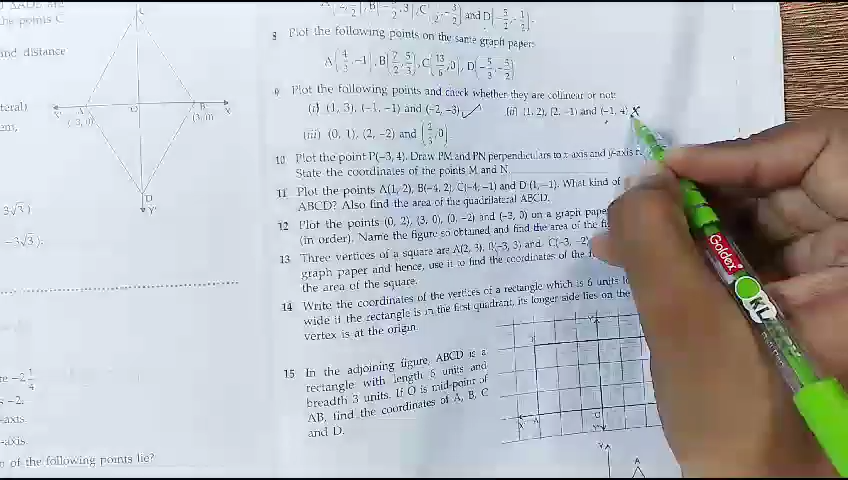 the points C
and distance
teral)
X' A O B X
(-3, 0) (3, 0)
D
Y'
3√3)
-3√3).
re -2 1/4
s -2.
-axis
-axis.
n of the following points lie?
8 Plot the following points on the same graph paper:
A(4/3, -1), B(7/2, 5/3), C(13/6, 0), D(-5/3, -3/2)
9 Plot the following points and check whether they are collinear or not:
(i) (1, 3), (-1, -1) and (-2, -3) (ii) (1, 2), (2, -1) and (-1, 4)
(iii) (0, 1), (2, -2) and (2/3, 0)
10 Plot the point P(-3, 4). Draw PM and PN perpendiculars to x-axis and y-axis
State the coordinates of the points M and N.
11 Plot the points A(1, 2), B(-4, 2), C(-4, -1) and D(1, -1). What kind of
ABCD? Also find the area of the quadrilateral ABCD.
12 Plot the points (0, 2), (3, 0), (0, -2) and (-3, 0) on a graph pape
(in order). Name the figure so obtained and find the area of the fi
13 Three vertices of a square are A(2, 3), B(-3, 3) and C(-3, -2)
graph paper and hence, use it to find the coordinates of the
the area of the square.
14 Write the coordinates of the vertices of a rectangle which is 6 units lo
wide if the rectangle is in the first quadrant, its longer side lies on the
vertex is at the origin.
15 In the adjoining figure, ABCD is a
rectangle with length 6 units and
breadth 3 units. If O is mid-point of
AB, find the coordinates of A, B, C
and D.
Goldex
KL